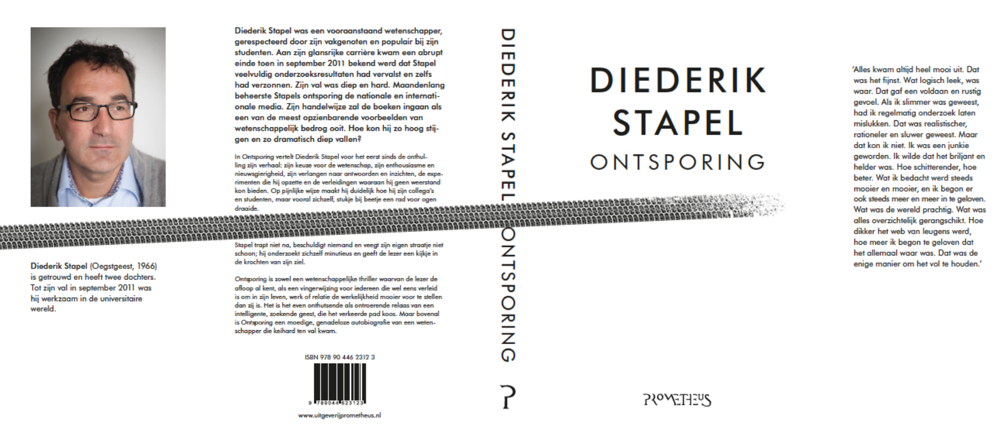 Diederik Stapel (Oegstgeest, 1966)
is getrouwd en heeft twee dochters.
Tot zijn val in september 2011 was
hij werkzaam in de universitaire
wereld.
Diederik Stapel was een vooraanstaand wetenschapper,
gerespecteerd door zijn vakgenoten en populair bij zijn
studenten. Aan zijn glansrijke carrière kwam een abrupt
einde toen in september 2011 bekend werd dat Stapel
veelvuldig onderzoeksresultaten had vervalst en zelfs
had verzonnen. Zijn val was diep en hard. Maandenlang
beheerste Stapels ontsporing de nationale en internati-
onale media. Zijn handelwijze zal de boeken ingaan als
een van de meest opzienbarende voorbeelden van
wetenschappelijk bedrog ooit. Hoe kon hij zo hoog stij-
gen en zo dramatisch diep vallen?
In Ontsporing vertelt Diederik Stapel voor het eerst sinds de onthul-
ling zijn verhaal: zijn keuze voor de wetenschap, zijn enthousiasme en
nieuwsgierigheid, zijn verlangen naar antwoorden en inzichten, de expe-
rimenten die hij opzette en de verleidingen waaraan hij geen weerstand
kon bieden. Op pijnlijke wijze maakt hij duidelijk hoe hij zijn collega's
en studenten, maar vooral zichzelf, stukje bij beetje een rad voor ogen
draaide.
Stapel trapt niet na, beschuldigt niemand en veegt zijn eigen straatje niet
schoon; hij onderzoekt zichzelf minutieus en geeft de lezer een kijkje in
de krochten van zijn ziel.
Ontsporing is zowel een wetenschappelijke thriller waarvan de lezer de
afloop al kent, als een vingerwijzing voor iedereen die wel eens verleid
is om in zijn leven, werk of relatie de werkelijkheid mooier voor te stellen
dan zij is. Het is het even onthutsende als ontroerende relaas van een
intelligente, zoekende geest, die het verkeerde pad koos. Maar bovenal
is Ontsporing een moedige, genadeloze autobiografie van een weten-
schapper die keihard ten val kwam.
ISBN 978 90 446 2312 3
9 789044 623123
www.uitgeverijprometheus.nl
DIEDERIK STAPEL ONTSPORING
P
DIEDERIK
STAPEL
ONTSPORING
PROMETHEUS
'Alles kwam altijd heel mooi uit. Dat
was het fijnst. Wat logisch leek, was
waar. Dat gaf een voldaan en rustig
gevoel. Als ik slimmer was geweest,
had ik regelmatig onderzoek laten
mislukken. Dat was realistischer,
rationeler en sluwer geweest. Maar
dat kon ik niet. Ik was een junkie
geworden. Ik wilde dat het briljant en
helder was. Hoe schitterender, hoe
beter. Wat ik bedacht werd steeds
mooier en mooier, en ik begon er
ook steeds meer en meer in te geloven.
Wat was de wereld prachtig. Wat was
alles overzichtelijk gerangschikt. Hoe
dikker het web van leugens werd,
hoe meer ik begon te geloven dat
het allemaal waar was. Dat was de
enige manier om het vol te houden.'